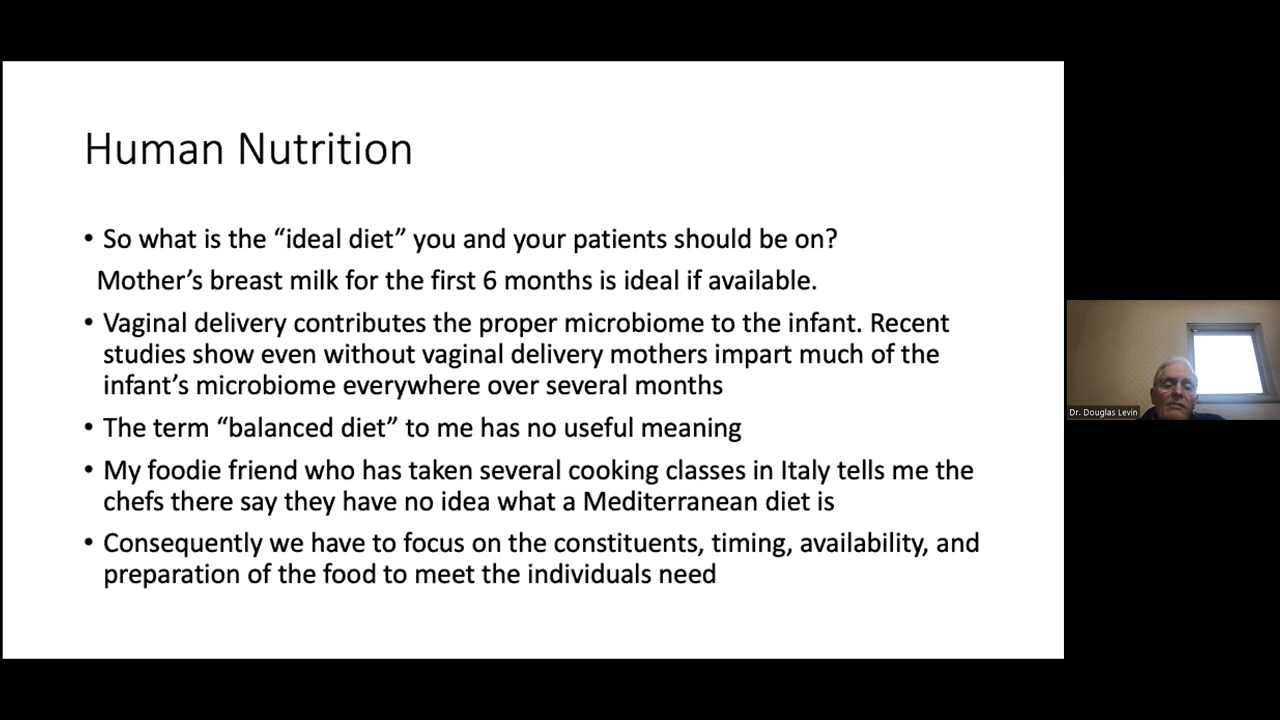 Human Nutrition
• So what is the “ideal diet” you and your patients should be on?
Mother’s breast milk for the first 6 months is ideal if available.
• Vaginal delivery contributes the proper microbiome to the infant. Recent
studies show even without vaginal delivery mothers impart much of the
infant’s microbiome everywhere over several months
• The term “balanced diet” to me has no useful meaning
• My foodie friend who has taken several cooking classes in Italy tells me the
chefs there say they have no idea what a Mediterranean diet is
• Consequently we have to focus on the constituents, timing, availability, and
preparation of the food to meet the individuals need
Dr. Douglas Levin